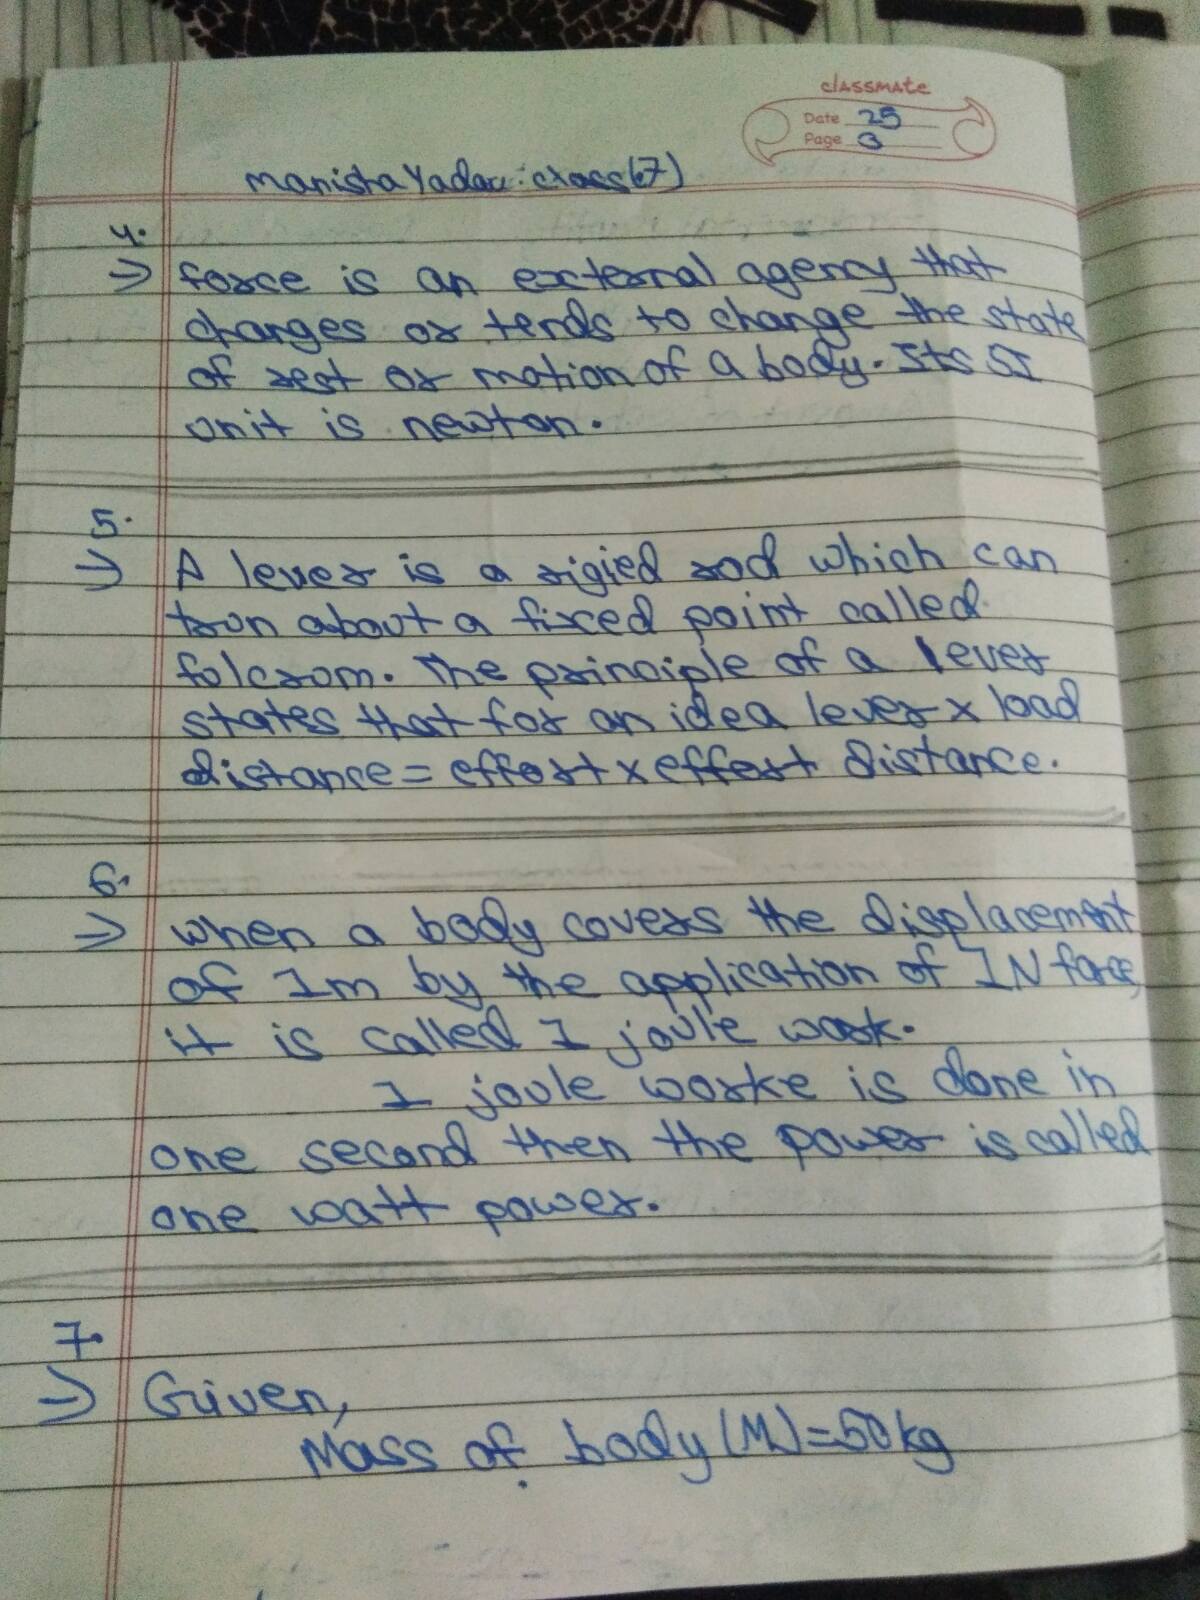 classmate
Date 25
Page 3
manista Yadav : class (7)
4.
⇒ force is an external agency that
changes or tends to change the state
of rest or motion of a body. Its SI
unit is newton.
5.
⇒ A lever is a rigied rod which can
trun about a fixed point called
folcrom. The principle of a lever
states that for an idea lever x load
distance = effort x effort distance.
6.
⇒ when a body covers the displacement
of 1m by the application of 1N force,
it is called 1 joule work.
1 joule worke is done in
one second then the power is called
one watt power.
7.
⇒ Given,
Mass of body (M) = 50kg